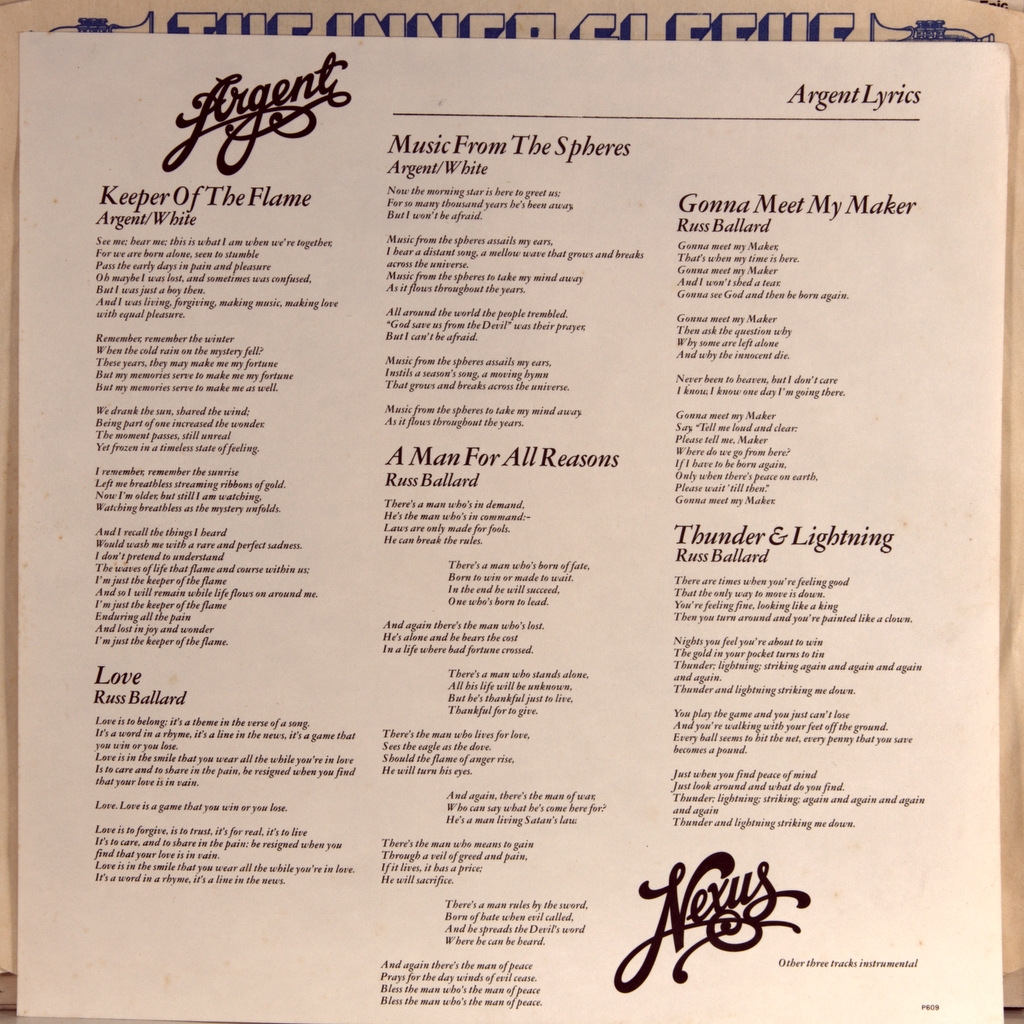 THE INNER SLEEVE
Epic
Argent
Argent Lyrics
Keeper Of The Flame
Argent/White
See me; hear me; this is what I am when we're together,
For we are born alone, seen to stumble
Pass the early days in pain and pleasure
Oh maybe I was lost, and sometimes was confused,
But I was just a boy then.
And I was living, forgiving, making music, making love
with equal pleasure.
Remember, remember the winter
When the cold rain on the mystery fell?
These years, they may make me my fortune
But my memories serve to make me my fortune
But my memories serve to make me as well.
We drank the sun, shared the wind;
Being part of one increased the wonder.
The moment passes, still unreal
Yet frozen in a timeless state of feeling.
I remember, remember the sunrise
Left me breathless streaming ribbons of gold.
Now I'm older, but still I am watching,
Watching breathless as the mystery unfolds.
And I recall the things I heard
Would wash me with a rare and perfect sadness.
I don't pretend to understand
The waves of life that flame and course within us;
I'm just the keeper of the flame
And so I will remain while life flows on around me.
I'm just the keeper of the flame
Enduring all the pain
And lost in joy and wonder
I'm just the keeper of the flame.
Love
Russ Ballard
Love is to belong; it's a theme in the verse of a song.
It's a word in a rhyme, it's a line in the news, it's a game that
you win or you lose.
Love is in the smile that you wear all the while you're in love
Is to care and to share in the pain, be resigned when you find
that your love is in vain.
Love. Love is a game that you win or you lose.
Love is to forgive, is to trust, it's for real, it's to live
It's to care, and to share in the pain: be resigned when you
find that your love is in vain.
Love is in the smile that you wear all the while you're in love.
It's a word in a rhyme, it's a line in the news.
Music From The Spheres
Argent/White
Now the morning star is here to greet us;
For so many thousand years he's been away,
But I won't be afraid.
Music from the spheres assails my ears,
I hear a distant song, a mellow wave that grows and breaks
across the universe.
Music from the spheres to take my mind away
As it flows throughout the years.
All around the world the people trembled.
"God save us from the Devil" was their prayer,
But I can't be afraid.
Music from the spheres assails my ears,
Instils a season's song, a moving hymn
That grows and breaks across the universe.
Music from the spheres to take my mind away.
As it flows throughout the years.
A Man For All Reasons
Russ Ballard
There's a man who's in demand,
He's the man who's in command:-
Laws are only made for fools.
He can break the rules.
There's a man who's born of fate,
Born to win or made to wait.
In the end he will succeed,
One who's born to lead.
And again there's the man who's lost.
He's alone and he bears the cost
In a life where bad fortune crossed.
There's a man who stands alone,
All his life will be unknown,
But he's thankful just to live,
Thankful for to give.
There's the man who lives for love,
Sees the eagle as the dove.
Should the flame of anger rise,
He will turn his eyes.
And again, there's the man of war,
Who can say what he's come here for?
He's a man living Satan's law.
There's the man who means to gain
Through a veil of greed and pain,
If it lives, it has a price;
He will sacrifice.
There's a man rules by the sword,
Born of hate when evil called,
And he spreads the Devil's word
Where he can be heard.
And again there's the man of peace
Prays for the day winds of evil cease.
Bless the man who's the man of peace
Bless the man who's the man of peace.
Gonna Meet My Maker
Russ Ballard
Gonna meet my Maker,
That's when my time is here.
Gonna meet my Maker
And I won't shed a tear.
Gonna see God and then be born again.
Gonna meet my Maker
Then ask the question why
Why some are left alone
And why the innocent die.
Never been to heaven, but I don't care
I know, I know one day I'm going there.
Gonna meet my Maker
Say, "Tell me loud and clear:
Please tell me, Maker
Where do we go from here?
If I have to be born again,
Only when there's peace on earth,
Please wait 'till then."
Gonna meet my Maker.
Thunder & Lightning
Russ Ballard
There are times when you're feeling good
That the only way to move is down.
You're feeling fine, looking like a king
Then you turn around and you're painted like a clown.
Nights you feel you're about to win
The gold in your pocket turns to tin
Thunder; lightning; striking again and again and again
and again.
Thunder and lightning striking me down.
You play the game and you just can't lose
And you're walking with your feet off the ground.
Every ball seems to hit the net, every penny that you save
becomes a pound.
Just when you find peace of mind
Just look around and what do you find.
Thunder; lightning; striking; again and again and again
and again
Thunder and lightning striking me down.
Nexus
Other three tracks instrumental
P609